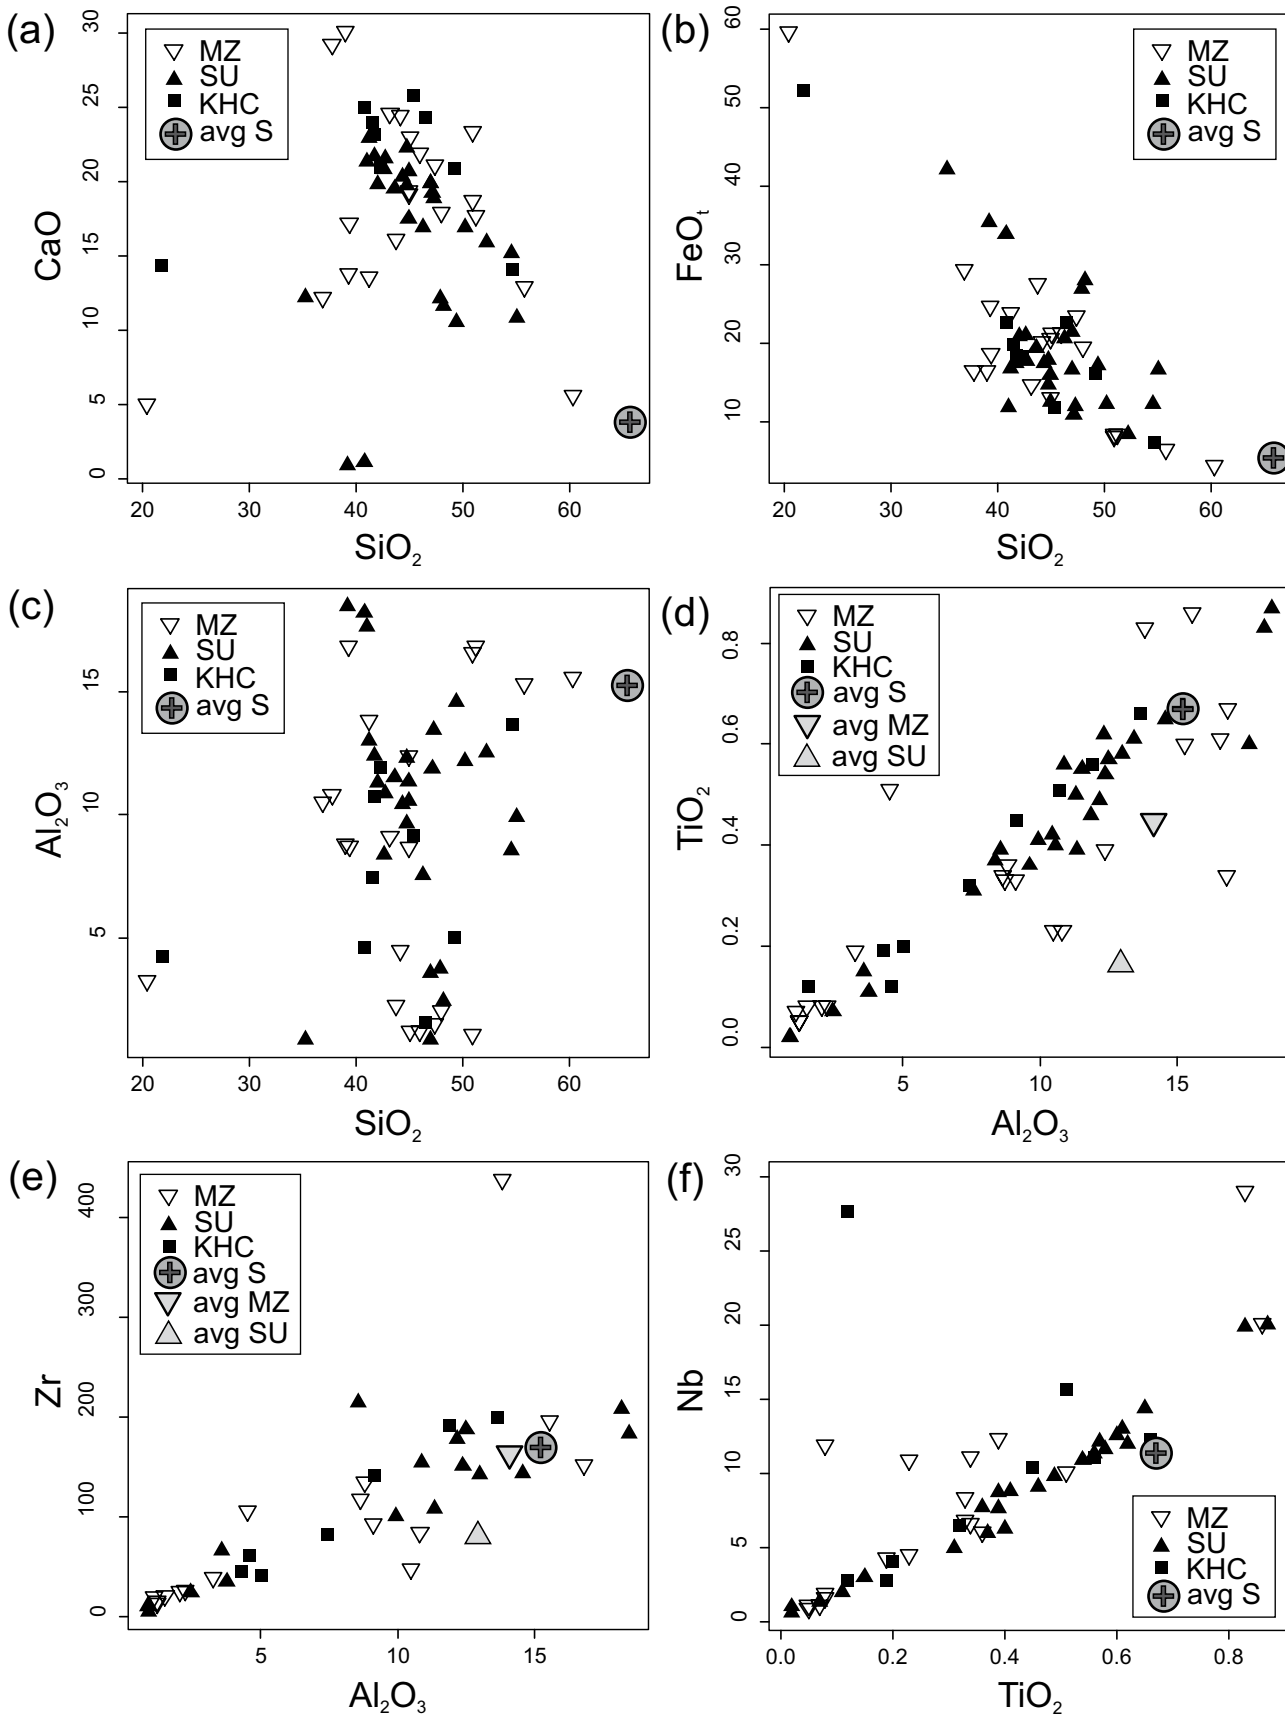 (a)
MZ
SU
KHC
avg S
CaO
0 5 10 15 20 25 30
20 30 40 50 60
SiO₂
(b)
MZ
SU
KHC
avg S
FeOₜ
10 20 30 40 50 60
20 30 40 50 60
SiO₂
(c)
MZ
SU
KHC
avg S
Al₂O₃
5 10 15
20 30 40 50 60
SiO₂
(d)
MZ
SU
KHC
avg S
avg MZ
avg SU
TiO₂
0.0 0.2 0.4 0.6 0.8
5 10 15
Al₂O₃
(e)
MZ
SU
KHC
avg S
avg MZ
avg SU
Zr
0 100 200 300 400
5 10 15
Al₂O₃
(f)
MZ
SU
KHC
avg S
Nb
0 5 10 15 20 25 30
0.0 0.2 0.4 0.6 0.8
TiO₂